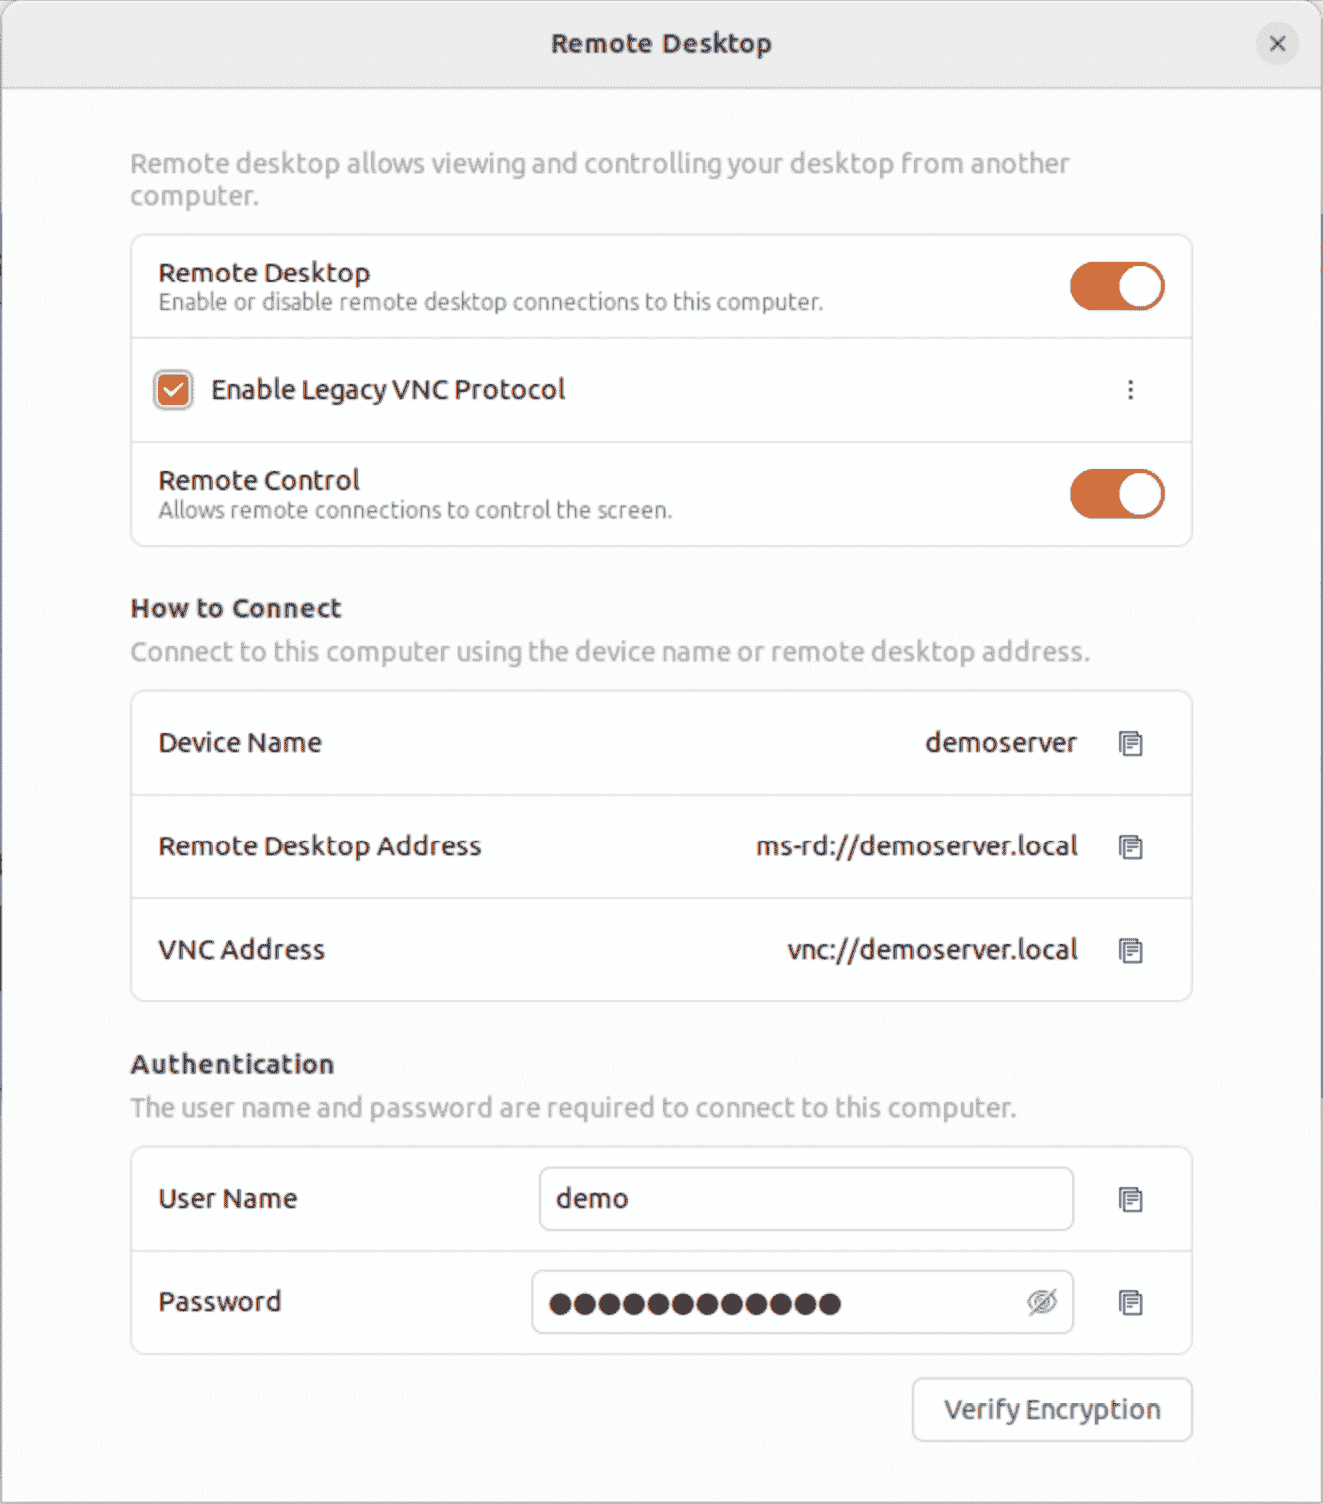 Remote Desktop
Remote desktop allows viewing and controlling your desktop from another
computer.
Remote Desktop
Enable or disable remote desktop connections to this computer.
Enable Legacy VNC Protocol
Remote Control
Allows remote connections to control the screen.
How to Connect
Connect to this computer using the device name or remote desktop address.
Device Name demoserver
Remote Desktop Address ms-rd://demoserver.local
VNC Address vnc://demoserver.local
Authentication
The user name and password are required to connect to this computer.
User Name demo
Password ●●●●●●●●●●●●
Verify Encryption